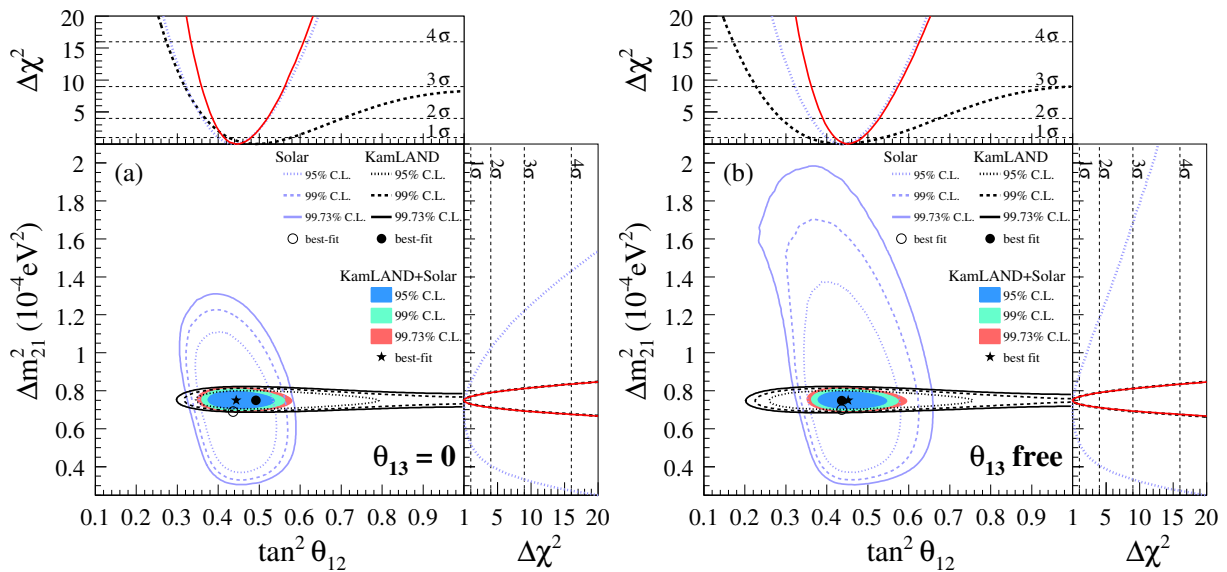 20
15
10
5
Δχ²
4σ
3σ
2σ
1σ
(a)
Solar KamLAND
95% C.L. 95% C.L.
99% C.L. 99% C.L.
99.73% C.L. 99.73% C.L.
best-fit best-fit
KamLAND+Solar
95% C.L.
99% C.L.
99.73% C.L.
best-fit
θ₁₃ = 0
1σ
2σ
3σ
4σ
2
1.8
1.6
1.4
1.2
1
0.8
0.6
0.4
Δm²₂₁ (10⁻⁴eV²)
0.1 0.2 0.3 0.4 0.5 0.6 0.7 0.8 0.9 1 5 10 15 20
tan² θ₁₂ Δχ²
20
15
10
5
Δχ²
4σ
3σ
2σ
1σ
(b)
Solar KamLAND
95% C.L. 95% C.L.
99% C.L. 99% C.L.
99.73% C.L. 99.73% C.L.
best fit best fit
KamLAND+Solar
95% C.L.
99% C.L.
99.73% C.L.
best fit
θ₁₃ free
1σ
2σ
3σ
4σ
2
1.8
1.6
1.4
1.2
1
0.8
0.6
0.4
Δm²₂₁ (10⁻⁴eV²)
0.1 0.2 0.3 0.4 0.5 0.6 0.7 0.8 0.9 1 5 10 15 20
tan² θ₁₂ Δχ²